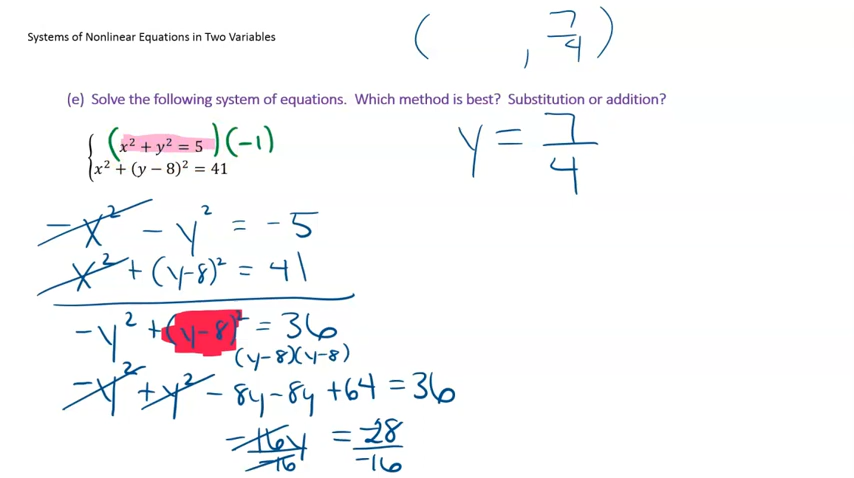 Systems of Nonlinear Equations in Two Variables
( , 7/4 )
(e) Solve the following system of equations. Which method is best? Substitution or addition?
{ (x² + y² = 5)(−1)
x² + (y − 8)² = 41
y = 7/4
−x² − y² = −5
x² + (y−8)² = 41
−y² + (y−8)² = 36
(y−8)(y−8)
−y² + y² − 8y − 8y + 64 = 36
−16y/−16 = −28/−16